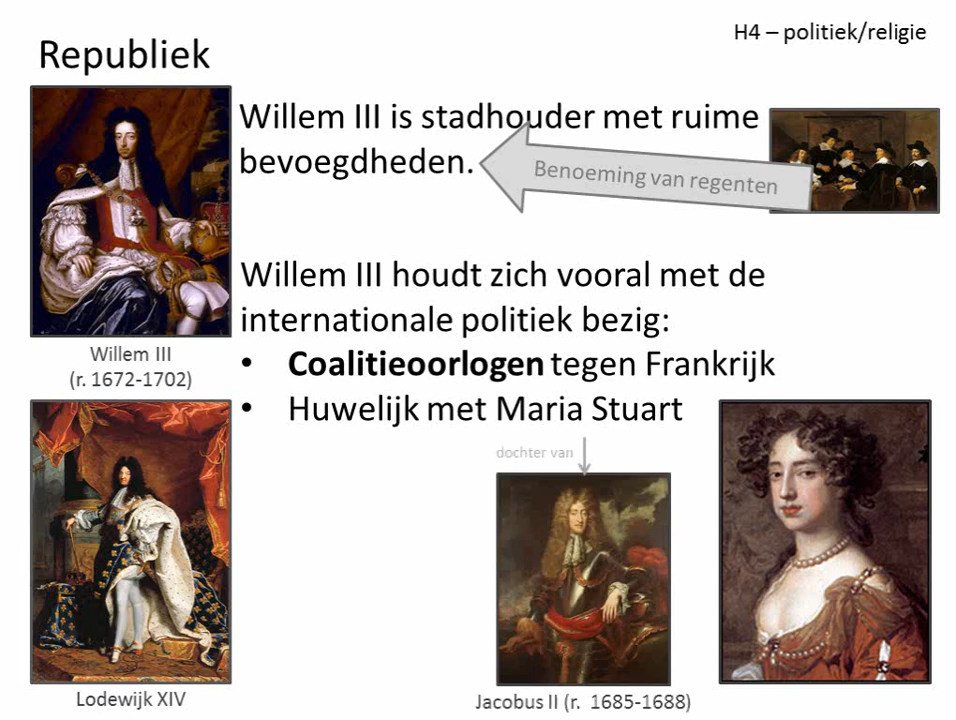 H4 – politiek/religie
Republiek
Willem III is stadhouder met ruime
bevoegdheden.
Benoeming van regenten
Willem III houdt zich vooral met de
internationale politiek bezig:
• Coalitieoorlogen tegen Frankrijk
• Huwelijk met Maria Stuart
Willem III
(r. 1672-1702)
dochter van
Lodewijk XIV
Jacobus II (r. 1685-1688)